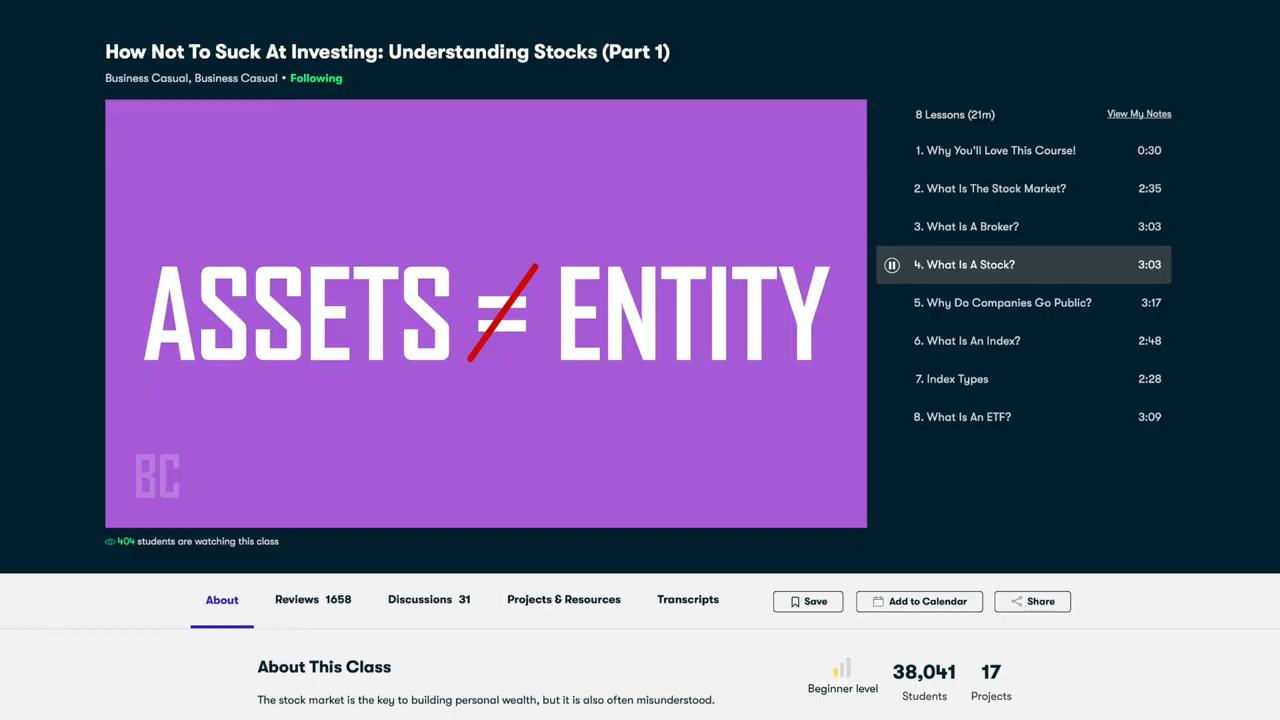 How Not To Suck At Investing: Understanding Stocks (Part 1)
Business Casual, Business Casual • Following
ASSETS ≠ ENTITY
BC
404 students are watching this class
8 Lessons (21m) View My Notes
1. Why You'll Love This Course! 0:30
2. What Is The Stock Market? 2:35
3. What Is A Broker? 3:03
4. What Is A Stock? 3:03
5. Why Do Companies Go Public? 3:17
6. What Is An Index? 2:48
7. Index Types 2:28
8. What Is An ETF? 3:09
About Reviews 1658 Discussions 31 Projects & Resources Transcripts Save Add to Calendar Share
About This Class
The stock market is the key to building personal wealth, but it is also often misunderstood.
Beginner level
38,041 Students
17 Projects